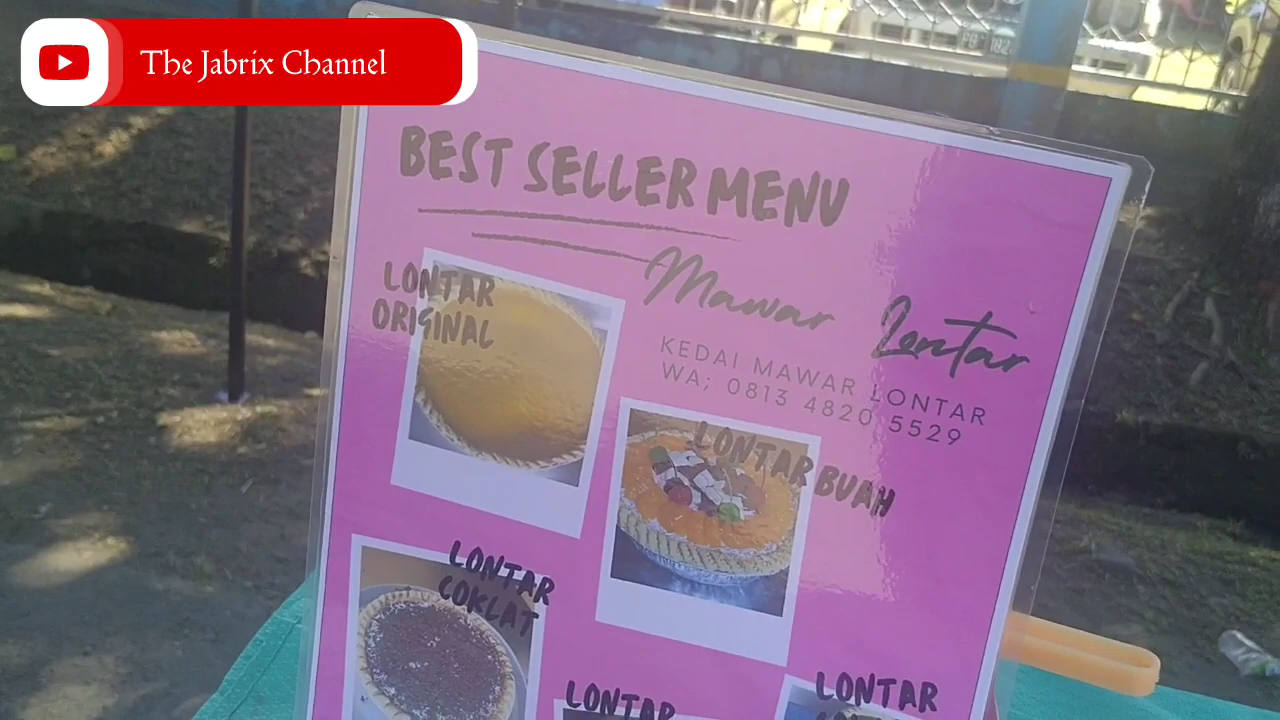 The Jabrix Channel
BEST SELLER MENU
Mawar Lontar
KEDAI MAWAR LONTAR
WA; 0813 4820 5529
LONTAR
ORIGINAL
LONTAR BUAH
LONTAR
COKLAT
LONTAR
LONTAR